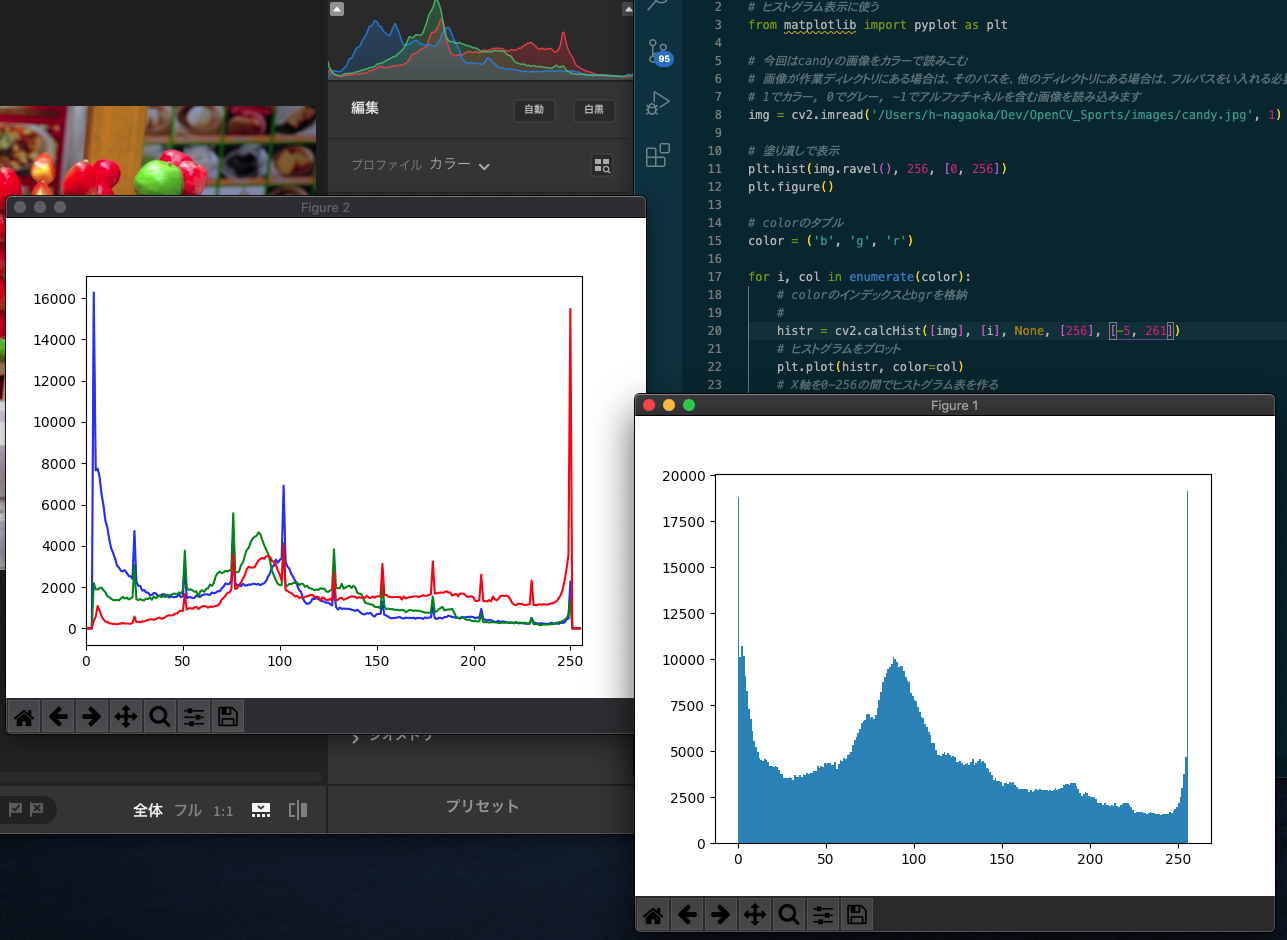 編集
自動
白黒
プロファイル カラー
95
2 # ヒストグラム表示に使う
3 from matplotlib import pyplot as plt
4
5 # 今回はcandyの画像をカラーで読みこむ
6 # 画像が作業ディレクトリにある場合は、そのパスを、他のディレクトリにある場合は、フルパスをい入れる必
7 # 1でカラー, 0でグレー, -1でアルファチャネルを含む画像を読み込みます
8 img = cv2.imread('/Users/h-nagaoka/Dev/OpenCV_Sports/images/candy.jpg', 1)
9
10 # 塗り潰しで表示
11 plt.hist(img.ravel(), 256, [0, 256])
12 plt.figure()
13
14 # colorのタプル
15 color = ('b', 'g', 'r')
16
17 for i, col in enumerate(color):
18 # colorのインデックスとbgrを格納
19 #
20 histr = cv2.calcHist([img], [i], None, [256], [-5, 261])
21 # ヒストグラムをプロット
22 plt.plot(histr, color=col)
23 # X軸を0-256の間でヒストグラム表を作る
Figure 2
16000
14000
12000
10000
8000
6000
4000
2000
0
0 50 100 150 200 250
Figure 1
20000
17500
15000
12500
10000
7500
5000
2500
0
0 50 100 150 200 250
ジオメトリ
全体 フル 1:1
プリセット